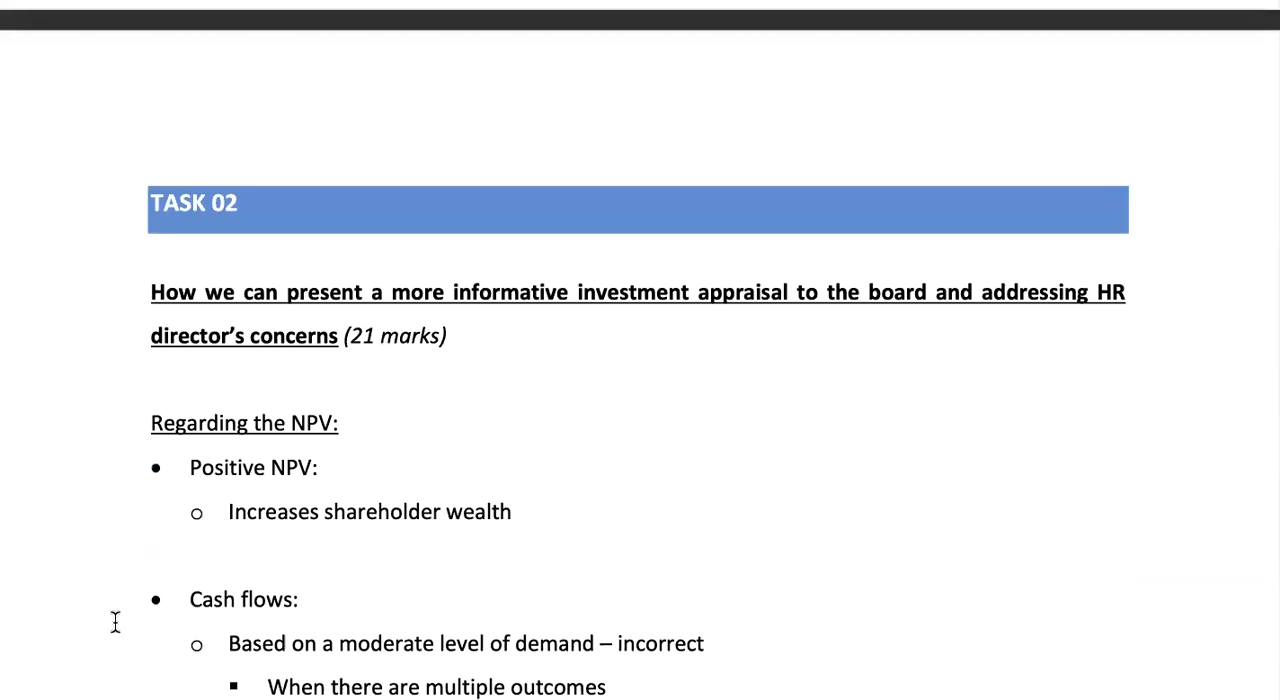 TASK 02
How we can present a more informative investment appraisal to the board and addressing HR
director’s concerns (21 marks)
Regarding the NPV:
• Positive NPV:
o Increases shareholder wealth
• Cash flows:
o Based on a moderate level of demand – incorrect
▪ When there are multiple outcomes